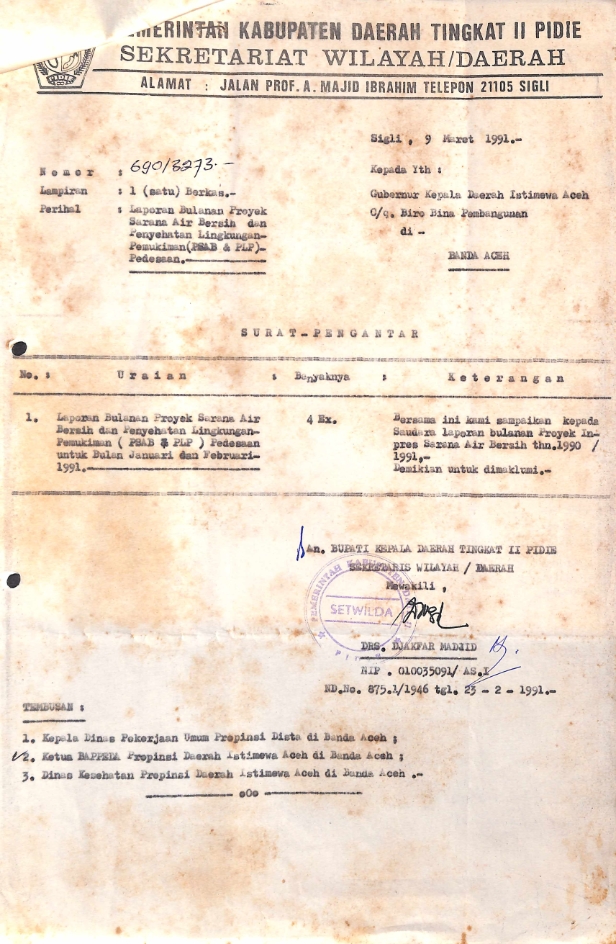 PEMERINTAH KABUPATEN DAERAH TINGKAT II PIDIE
SEKRETARIAT WILAYAH/DAERAH
ALAMAT : JALAN PROF. A. MAJID IBRAHIM TELEPON 21105 SIGLI
Sigli, 9 Maret 1991.-
Nomor : 690/3273.-
Lampiran : 1 (satu) Berkas.-
Perihal : Laporan Bulanan Proyek
Sarana Air Bersih dan
Penyehatan Lingkungan-
Pemukiman(PSAB & PLP)-
Pedesaan.-
Kepada Yth :
Gubernur Kepala Daerah Istimewa Aceh
C/q. Biro Bina Pembangunan
di -
BANDA ACEH
SURAT-PENGANTAR
No. : Uraian : Banyaknya : Keterangan
1. Laporan Bulanan Proyek Sarana Air
Bersih dan Penyehatan Lingkungan-
Pemukiman ( PSAB & PLP ) Pedesaan
untuk Bulan Januari dan Februari-
1991.-
4 Ex.
Bersama ini kami sampaikan kepada
Saudara laporan bulanan Proyek In-
pres Sarana Air Bersih thn.1990 /
1991.-
Demikian untuk dimaklumi.-
An. BUPATI KEPALA DAERAH TINGKAT II PIDIE
SEKRETARIS WILAYAH / DAERAH
Mewakili ,
SETWILDA
DRS. DJAKFAR MADJID
NIP . 010035091/ AS.I
ND.No. 875.1/1946 tgl. 23 - 2 - 1991.-
TEMBUSAN :
1. Kepala Dinas Pekerjaan Umum Propinsi Dista di Banda Aceh ;
2. Ketua BAPPEDA Propinsi Daerah Istimewa Aceh di Banda Aceh ;
3. Dinas Kesehatan Propinsi Daerah Istimewa Aceh di Banda Aceh .-
oOo